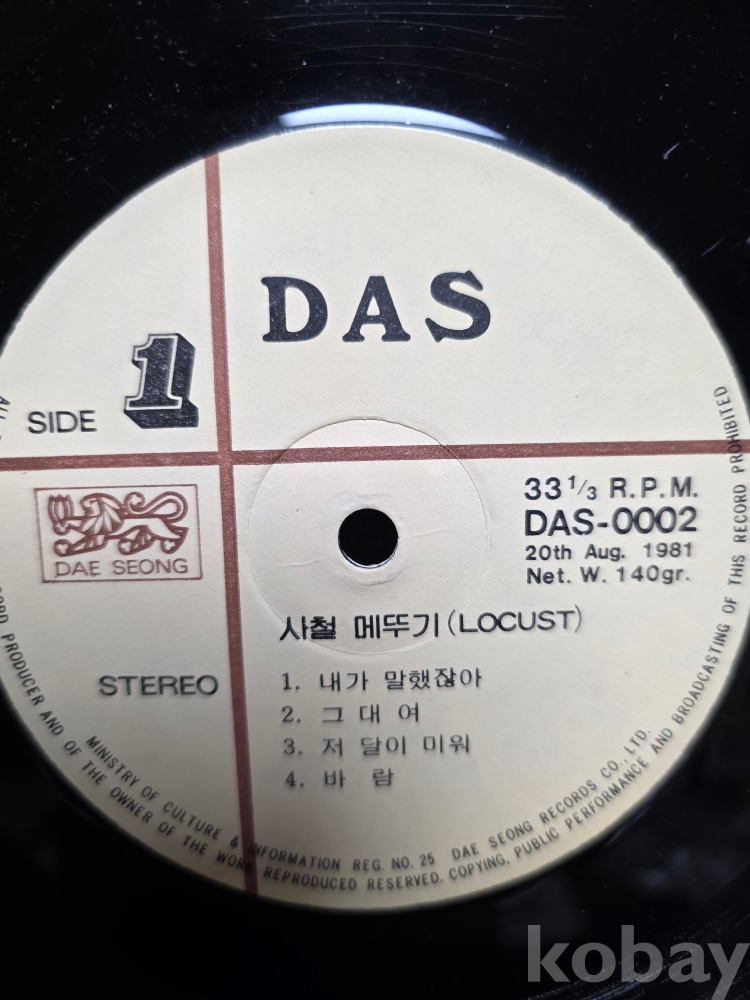 DAS
SIDE 1
33 1/3 R.P.M.
DAS-0002
20th Aug. 1981
Net. W. 140gr.
DAE SEONG
사철 메뚜기(LOCUST)
STEREO
1. 내가 말했잖아
2. 그 대 여
3. 저 달이 미워
4. 바 람
MINISTRY OF CULTURE & INFORMATION REG. NO. 25 DAE SEONG RECORDS CO., LTD.
ALL
RECORD PRODUCER AND OF THE OWNER OF THE WORK REPRODUCED RESERVED. COPYING, PUBLIC PERFORMANCE AND BROADCASTING OF THIS RECORD PROHIBITED
kobay